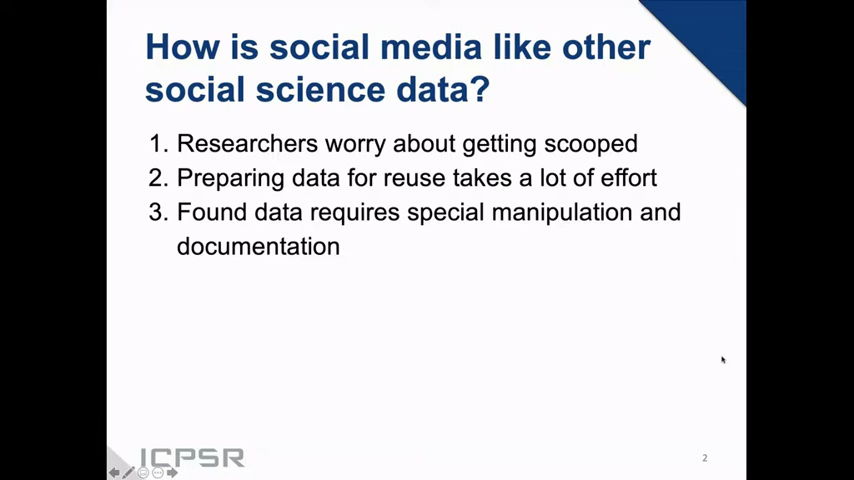 How is social media like other
social science data?
1. Researchers worry about getting scooped
2. Preparing data for reuse takes a lot of effort
3. Found data requires special manipulation and
documentation
ICPSR
2